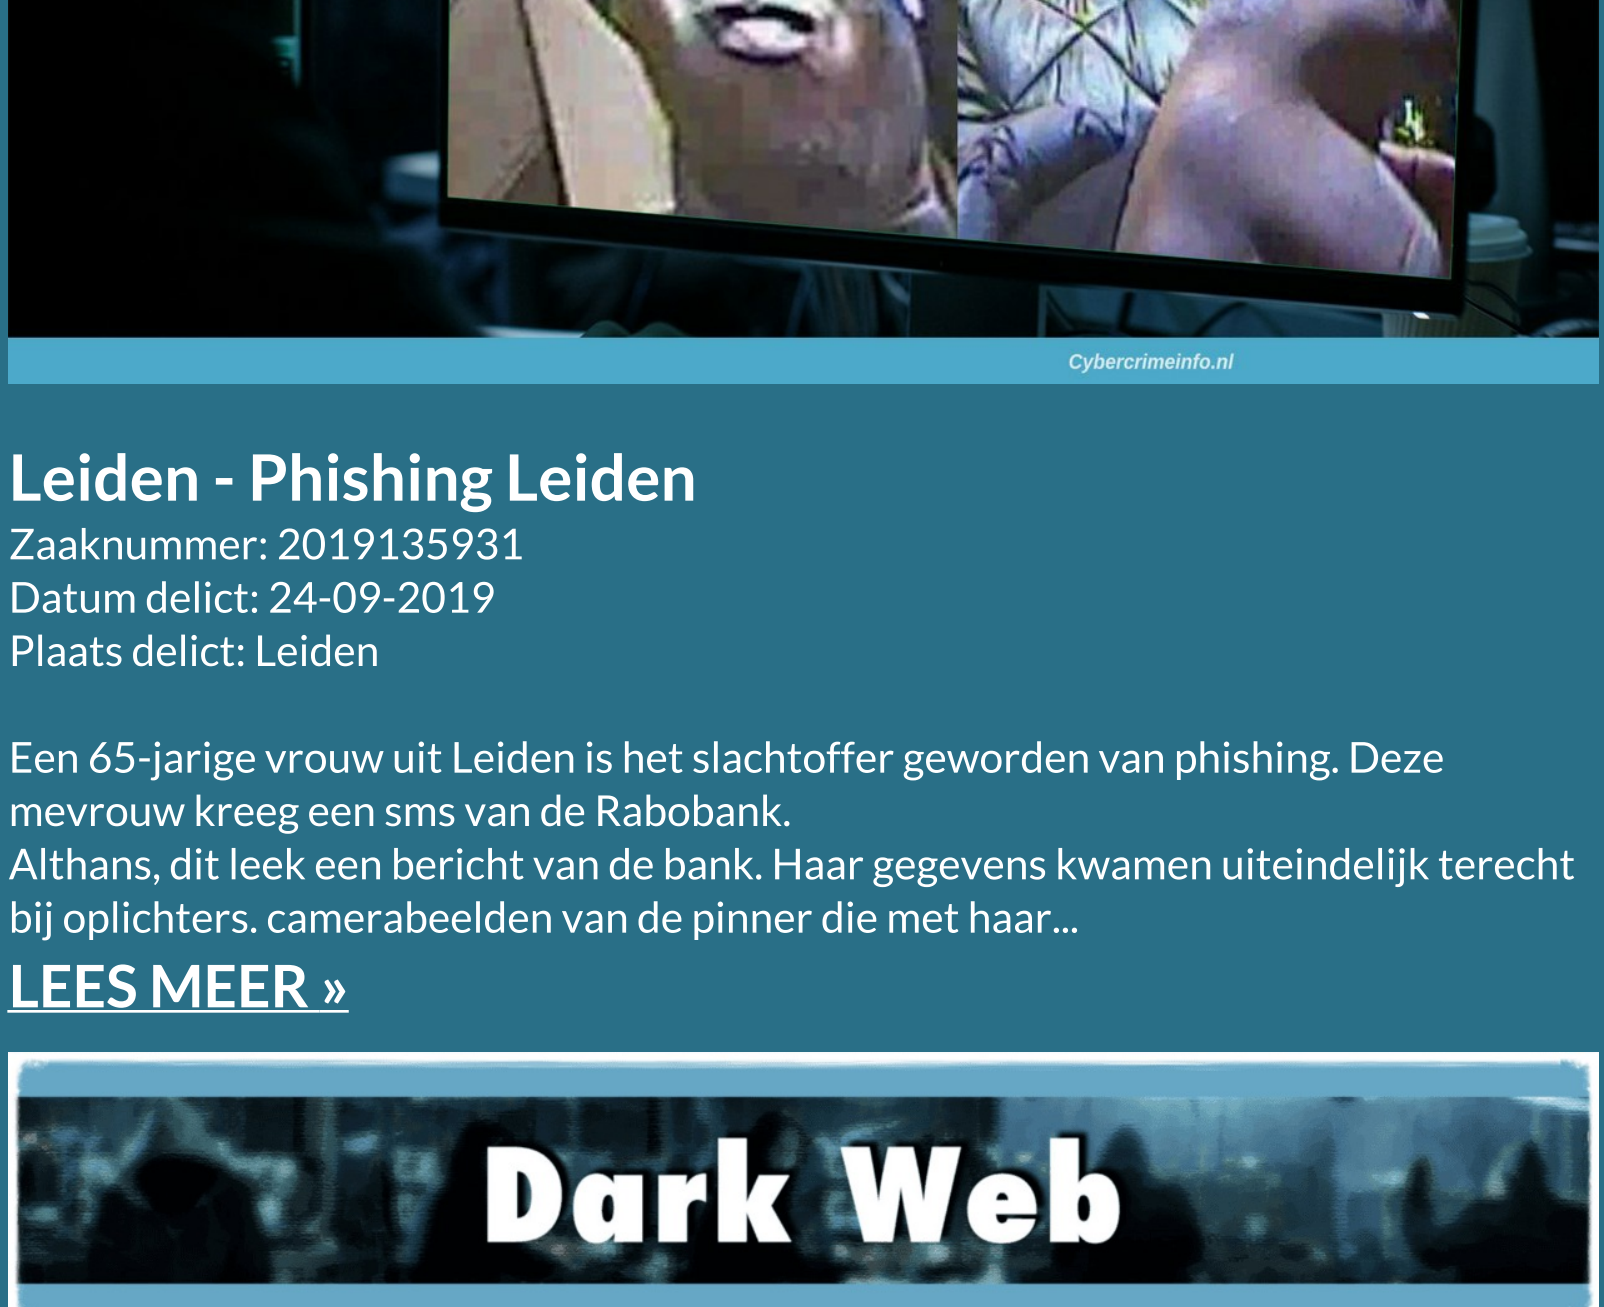 Cybercrimeinfo.nl
Leiden - Phishing Leiden
Zaaknummer: 2019135931
Datum delict: 24-09-2019
Plaats delict: Leiden
Een 65-jarige vrouw uit Leiden is het slachtoffer geworden van phishing. Deze
mevrouw kreeg een sms van de Rabobank.
Althans, dit leek een bericht van de bank. Haar gegevens kwamen uiteindelijk terecht
bij oplichters. camerabeelden van de pinner die met haar...
LEES MEER »
Dark Web